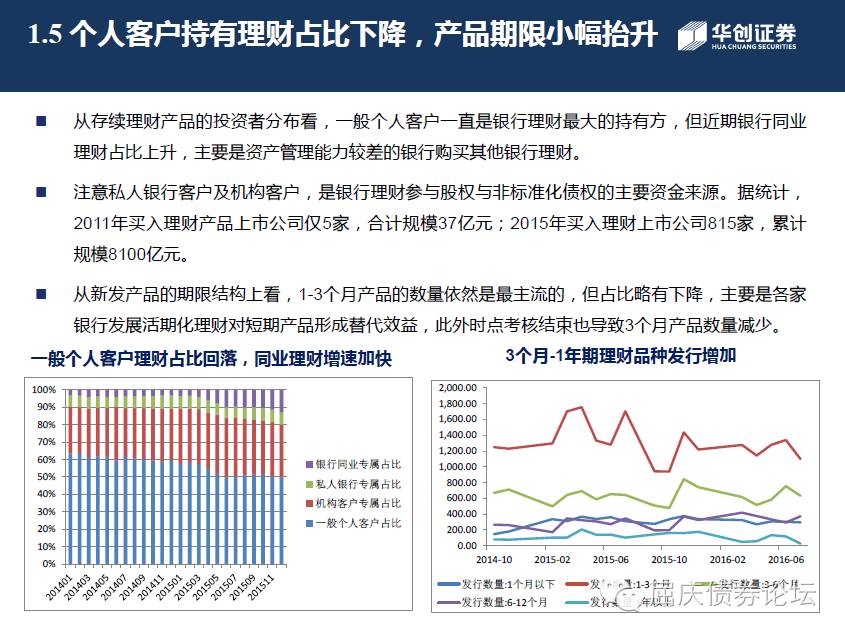 1.5 个人客户持有理财占比下降，产品期限小幅抬升
华创证券
HUA CHUANG SECURITIES
■ 从存续理财产品的投资者分布看，一般个人客户一直是银行理财最大的持有方，但近期银行同业
理财占比上升，主要是资产管理能力较差的银行购买其他银行理财。
■ 注意私人银行客户及机构客户，是银行理财参与股权与非标准化债权的主要资金来源。据统计，
2011年买入理财产品上市公司仅5家，合计规模37亿元；2015年买入理财上市公司815家，累计
规模8100亿元。
■ 从新发产品的期限结构上看，1-3个月产品的数量依然是最主流的，但占比略有下降，主要是各家
银行发展活期化理财对短期产品形成替代效益，此外时点考核结束也导致3个月产品数量减少。
一般个人客户理财占比回落，同业理财增速加快
100%
90%
80%
70%
60%
50%
40%
30%
20%
10%
0%
201401
201403
201405
201407
201409
201411
201501
201503
201505
201507
201509
201511
银行同业专属占比
私人银行专属占比
机构客户专属占比
一般个人客户占比
3个月-1年期理财品种发行增加
2,000.00
1,800.00
1,600.00
1,400.00
1,200.00
1,000.00
800.00
600.00
400.00
200.00
0.00
2014-10
2015-02
2015-06
2015-10
2016-02
2016-06
发行数量:1个月以下
发行数量:1-3个月
发行数量:3-6个月
发行数量:6-12个月
发行数量 年以上
屈庆债券论坛